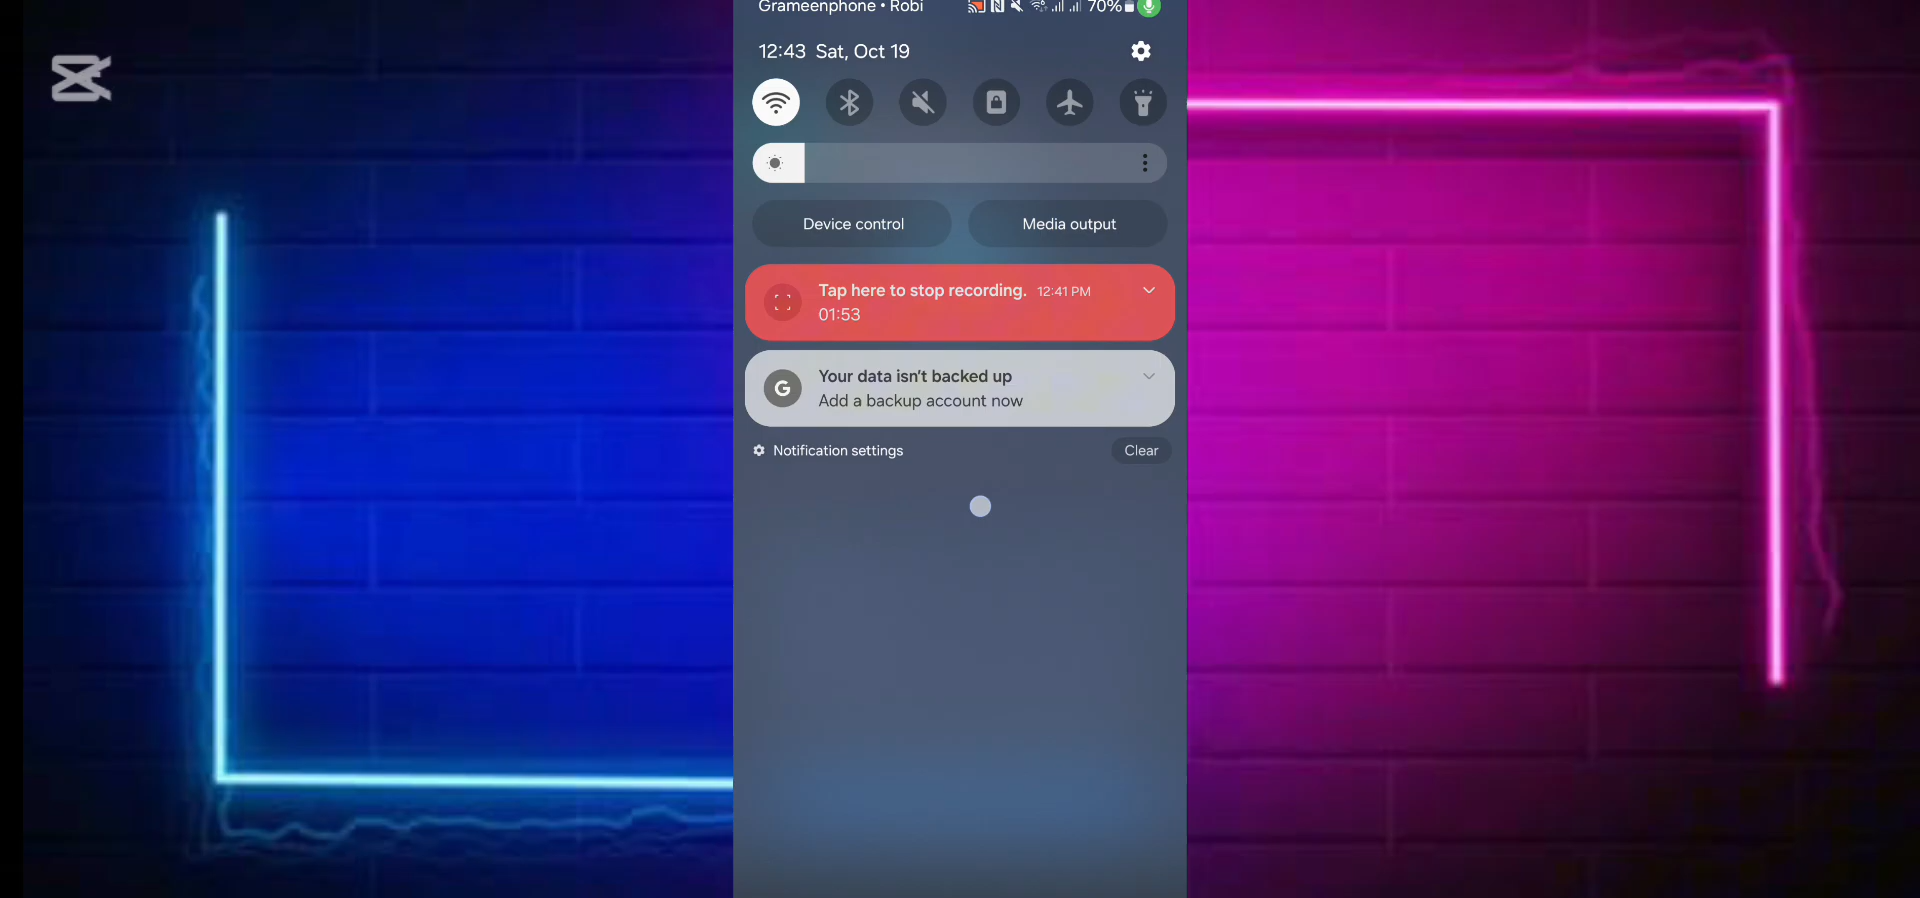 Grameenphone • Robi 70%
12:43 Sat, Oct 19
Device control Media output
Tap here to stop recording. 12:41 PM
01:53
G Your data isn't backed up
Add a backup account now
Notification settings Clear